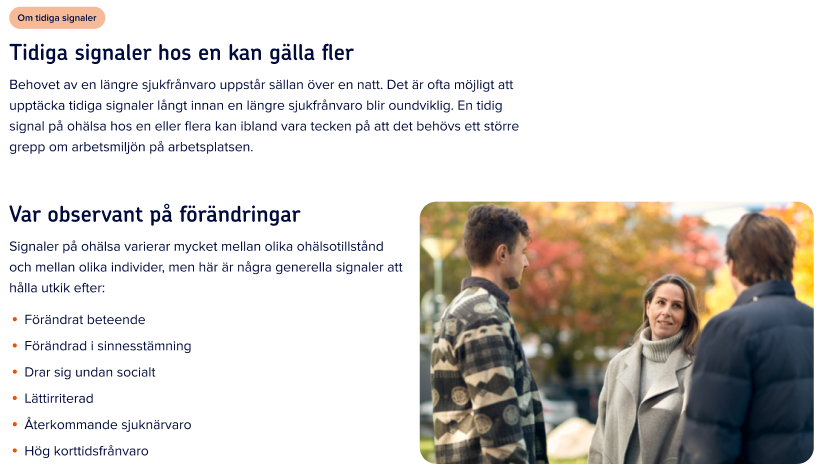 Om tidiga signaler
Tidiga signaler hos en kan gälla fler
Behovet av en längre sjukfrånvaro uppstår sällan över en natt. Det är ofta möjligt att
upptäcka tidiga signaler långt innan en längre sjukfrånvaro blir oundviklig. En tidig
signal på ohälsa hos en eller flera kan ibland vara tecken på att det behövs ett större
grepp om arbetsmiljön på arbetsplatsen.
Var observant på förändringar
Signaler på ohälsa varierar mycket mellan olika ohälsotillstånd
och mellan olika individer, men här är några generella signaler att
hålla utkik efter:
• Förändrat beteende
• Förändrad i sinnesstämning
• Drar sig undan socialt
• Lättirriterad
• Återkommande sjuknärvaro
• Hög korttidsfrånvaro